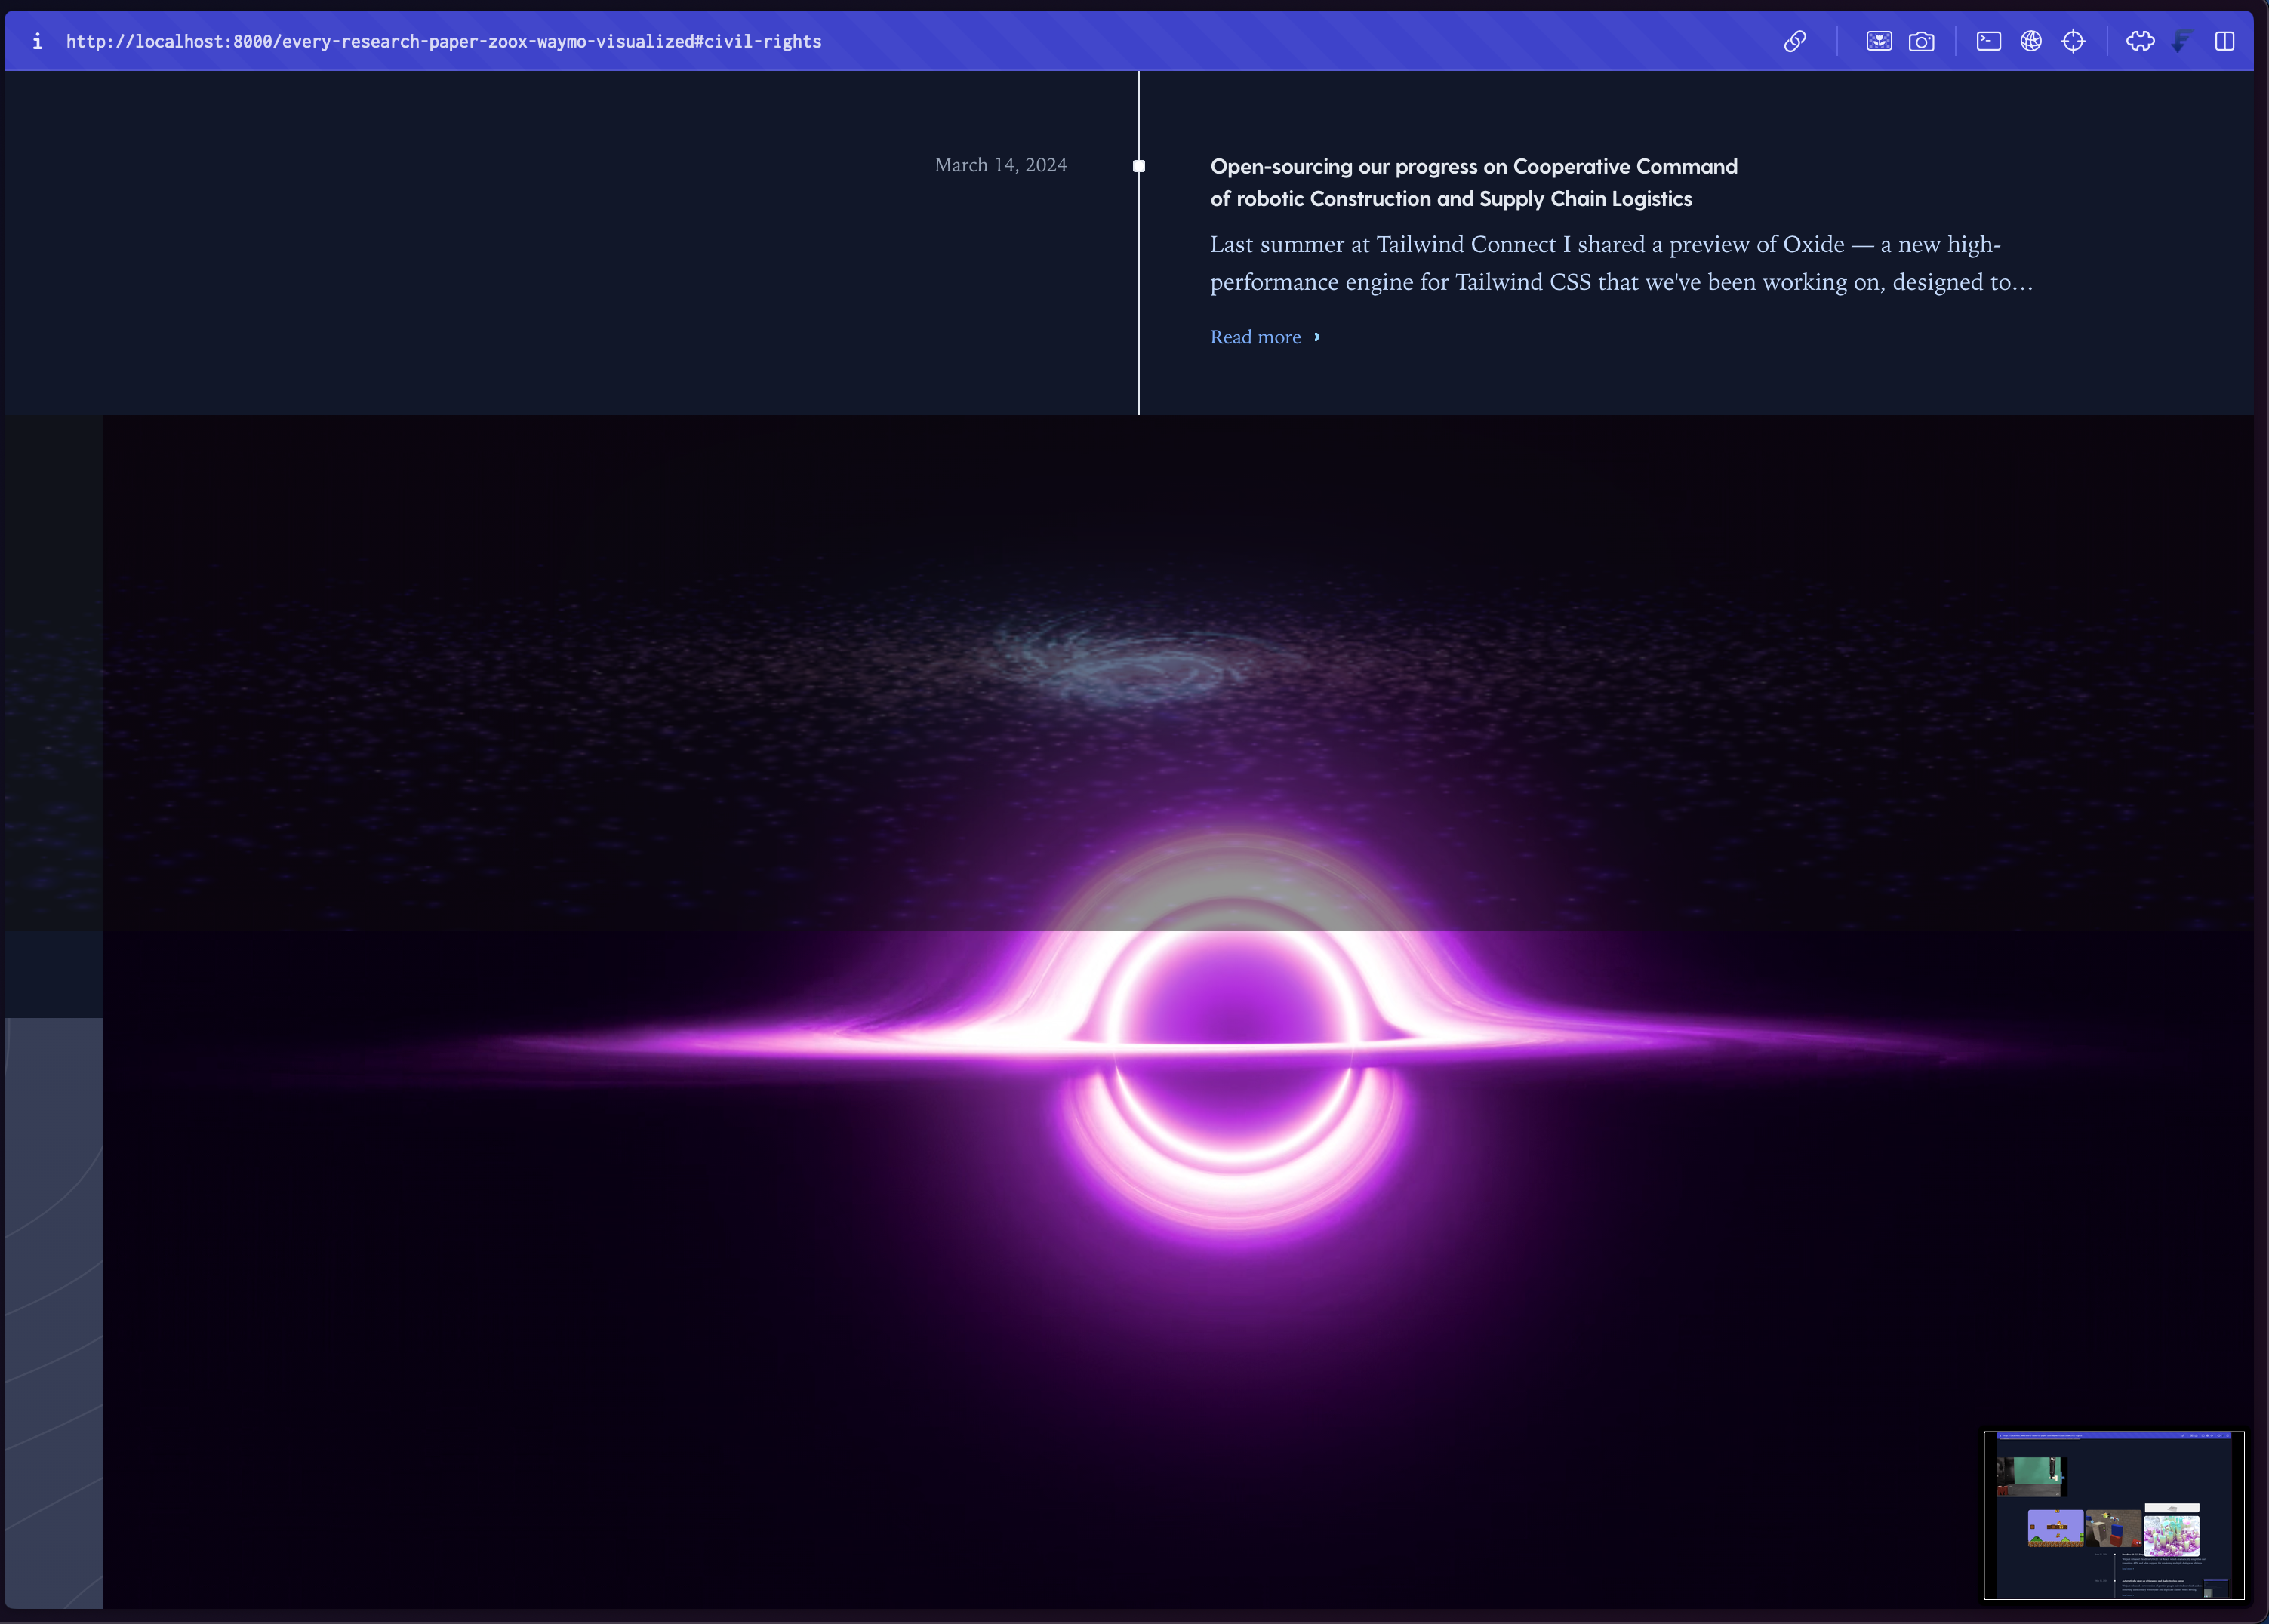 i http://localhost:8000/every-research-paper-zoox-waymo-visualized#civil-rights
March 14, 2024
Open-sourcing our progress on Cooperative Command
of robotic Construction and Supply Chain Logistics
Last summer at Tailwind Connect I shared a preview of Oxide — a new high-
performance engine for Tailwind CSS that we've been working on, designed to…
Read more